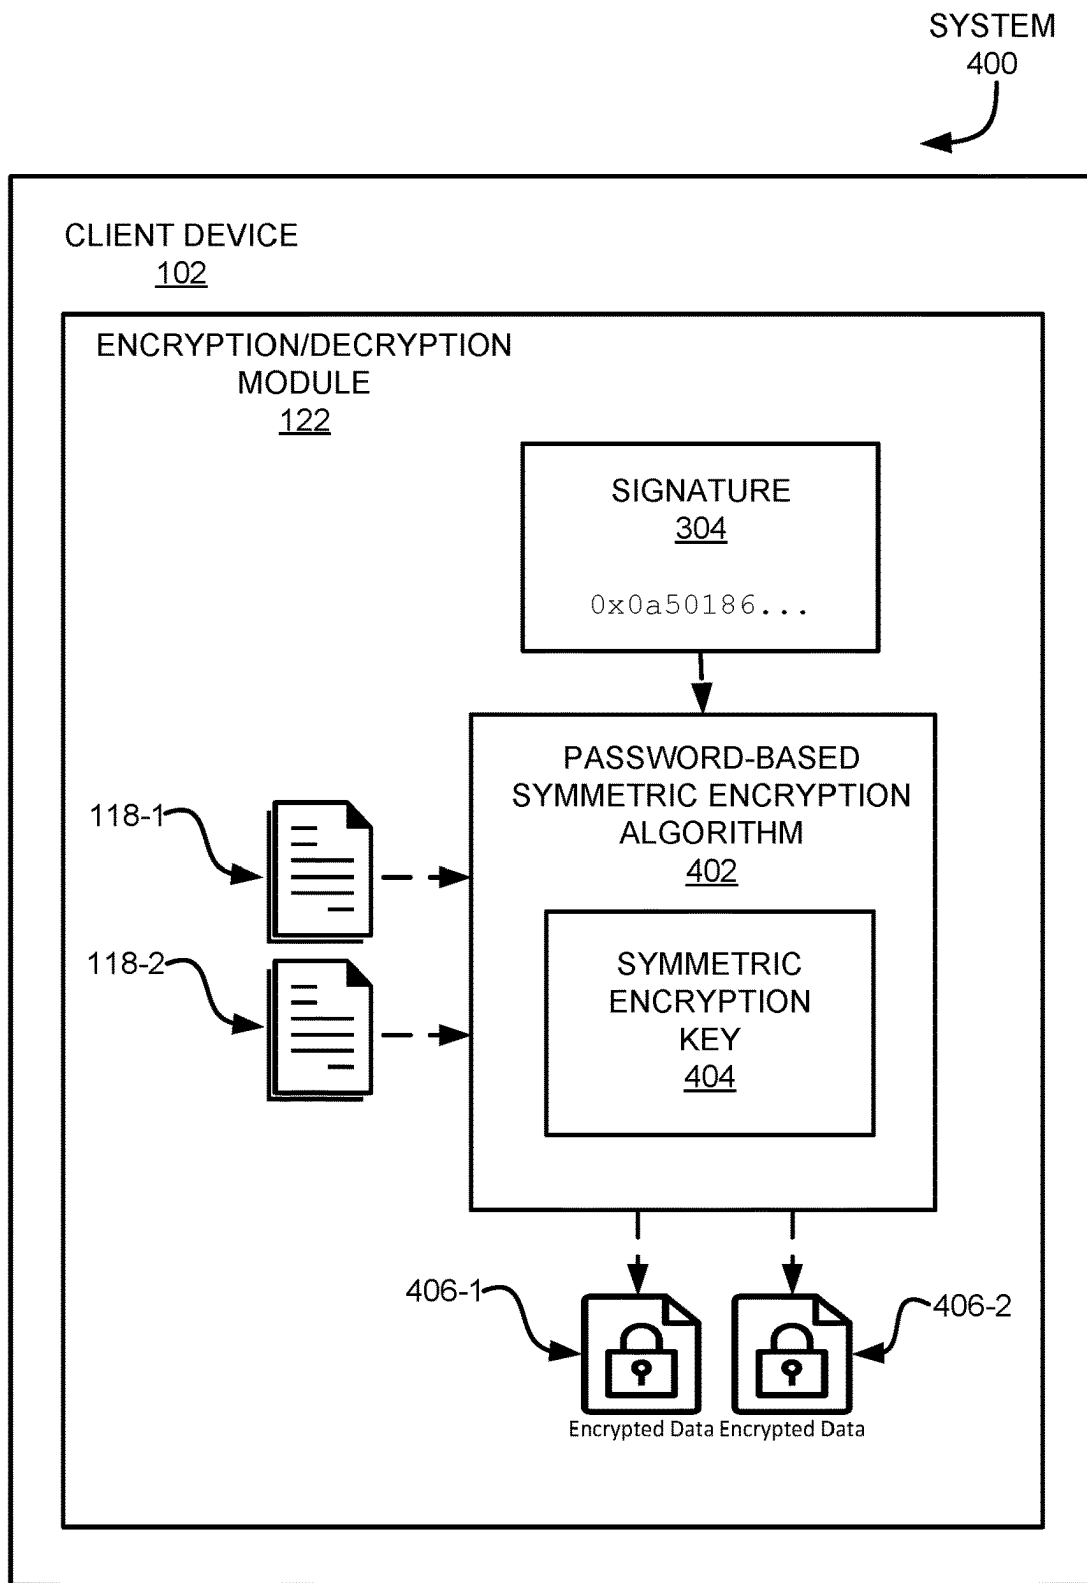 SYSTEM
400
CLIENT DEVICE
102
ENCRYPTION/DECRYPTION
MODULE
122
SIGNATURE
304
0x0a50186...
PASSWORD-BASED
SYMMETRIC ENCRYPTION
ALGORITHM
402
118-1
118-2
SYMMETRIC
ENCRYPTION
KEY
404
406-1
406-2
Encrypted Data Encrypted Data